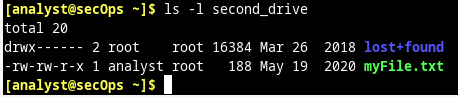 [analyst@secOps ~]$ ls -l second_drive
total 20
drwx------ 2 root    root 16384 Mar 26  2018 lost+found
-rw-rw-r-x 1 analyst root   188 May 19  2020 myFile.txt
[analyst@secOps ~]$